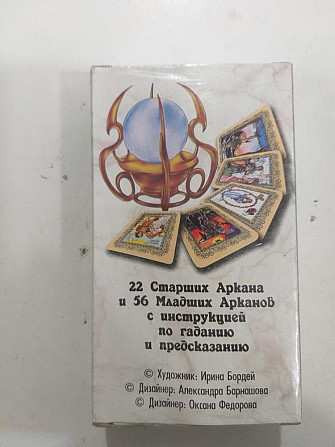 22 Старших Аркана
и 56 Младших Арканов
с инструкцией
по гаданию
и предсказанию
© Художник: Ирина Бордей
© Дизайнер: Александра Барнашова
© Дизайнер: Оксана Федорова